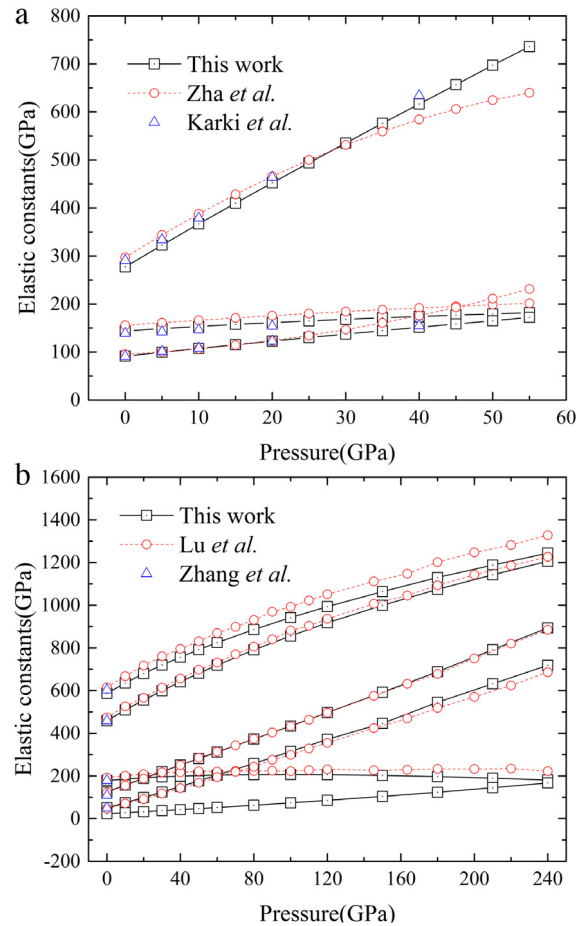 a
800
700
600
500
400
300
200
100
0
Elastic constants(GPa)
This work
Zha et al.
Karki et al.
0 10 20 30 40 50 60
Pressure(GPa)
b
1600
1400
1200
1000
800
600
400
200
0
-200
Elastic constants(GPa)
This work
Lu et al.
Zhang et al.
0 40 80 120 160 200 240
Pressure(GPa)